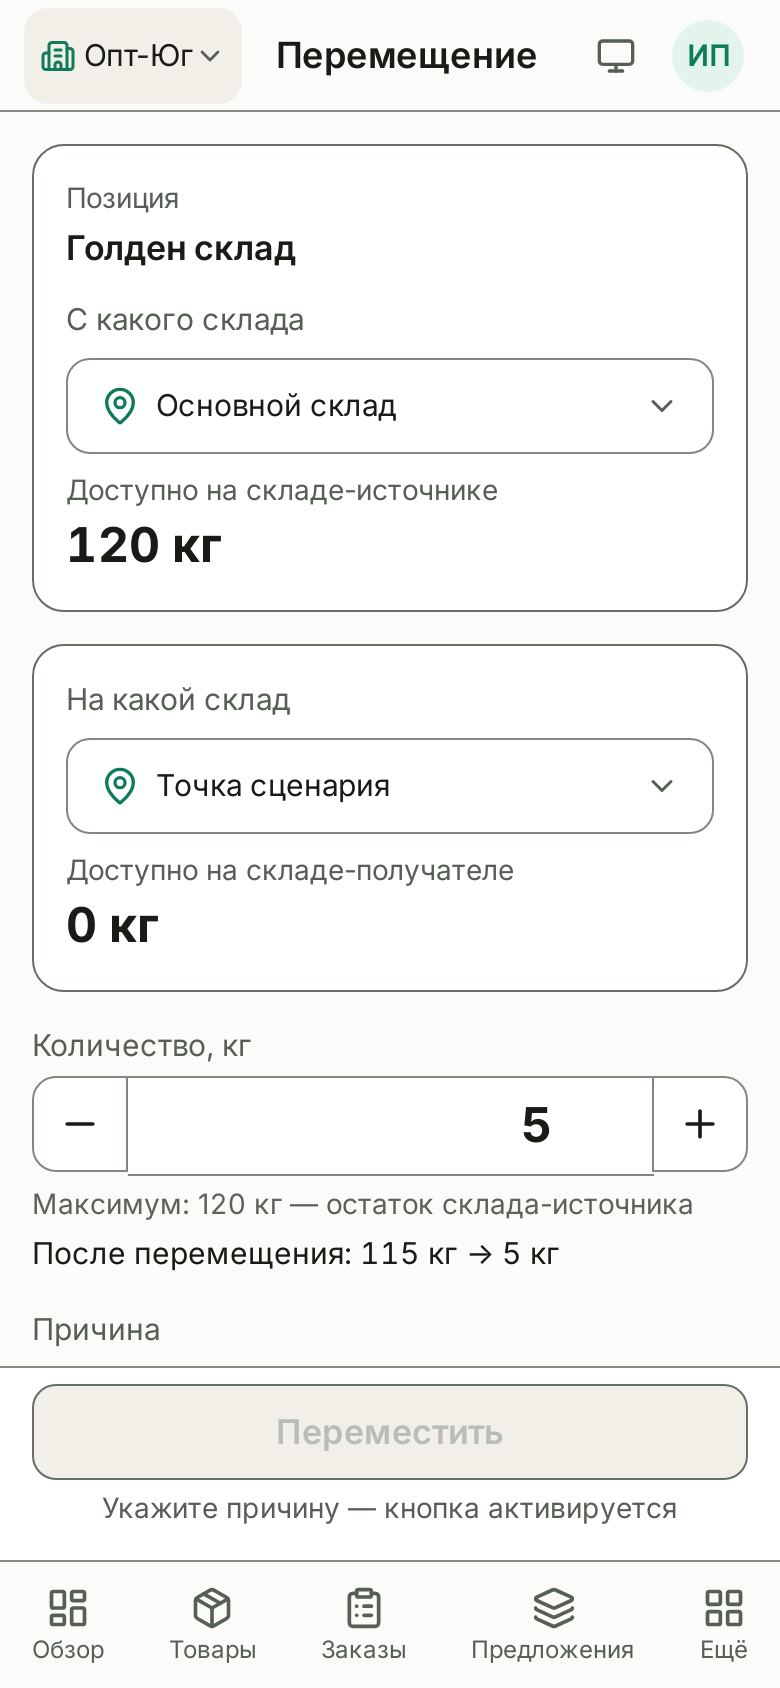 Опт-Юг
Перемещение
ИП
Позиция
Голден склад
С какого склада
Основной склад
Доступно на складе-источнике
120 кг
На какой склад
Точка сценария
Доступно на складе-получателе
0 кг
Количество, кг
− 5 +
Максимум: 120 кг — остаток склада-источника
После перемещения: 115 кг → 5 кг
Причина
Переместить
Укажите причину — кнопка активируется
Обзор
Товары
Заказы
Предложения
Ещё